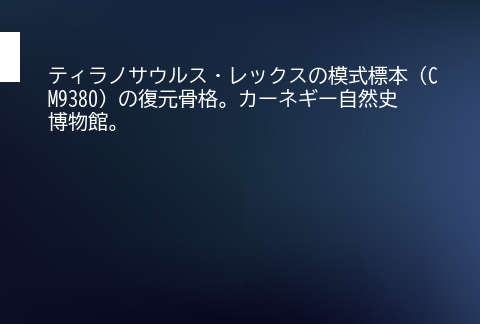 ティラノサウルス・レックスの模式標本（C
M9380）の復元骨格。カーネギー自然史
博物館。